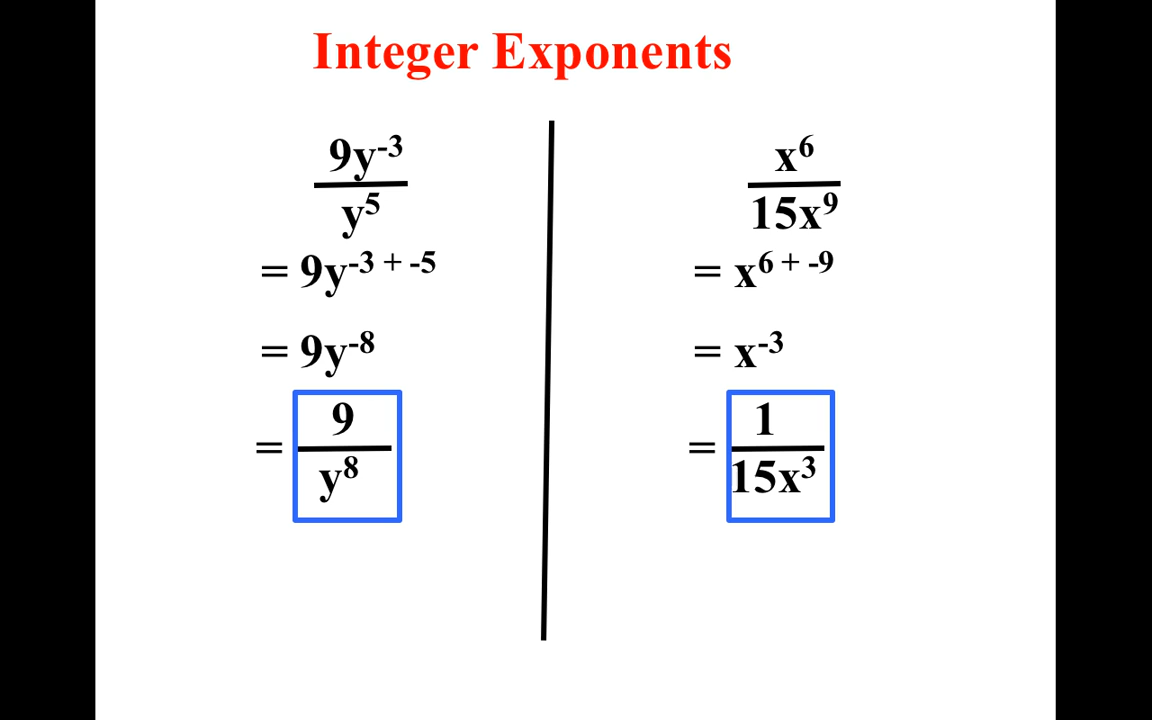 Integer Exponents
9y⁻³
y⁵
= 9y⁻³ ⁺ ⁻⁵
= 9y⁻⁸
= 9
y⁸
x⁶
15x⁹
= x⁶ ⁺ ⁻⁹
= x⁻³
= 1
15x³